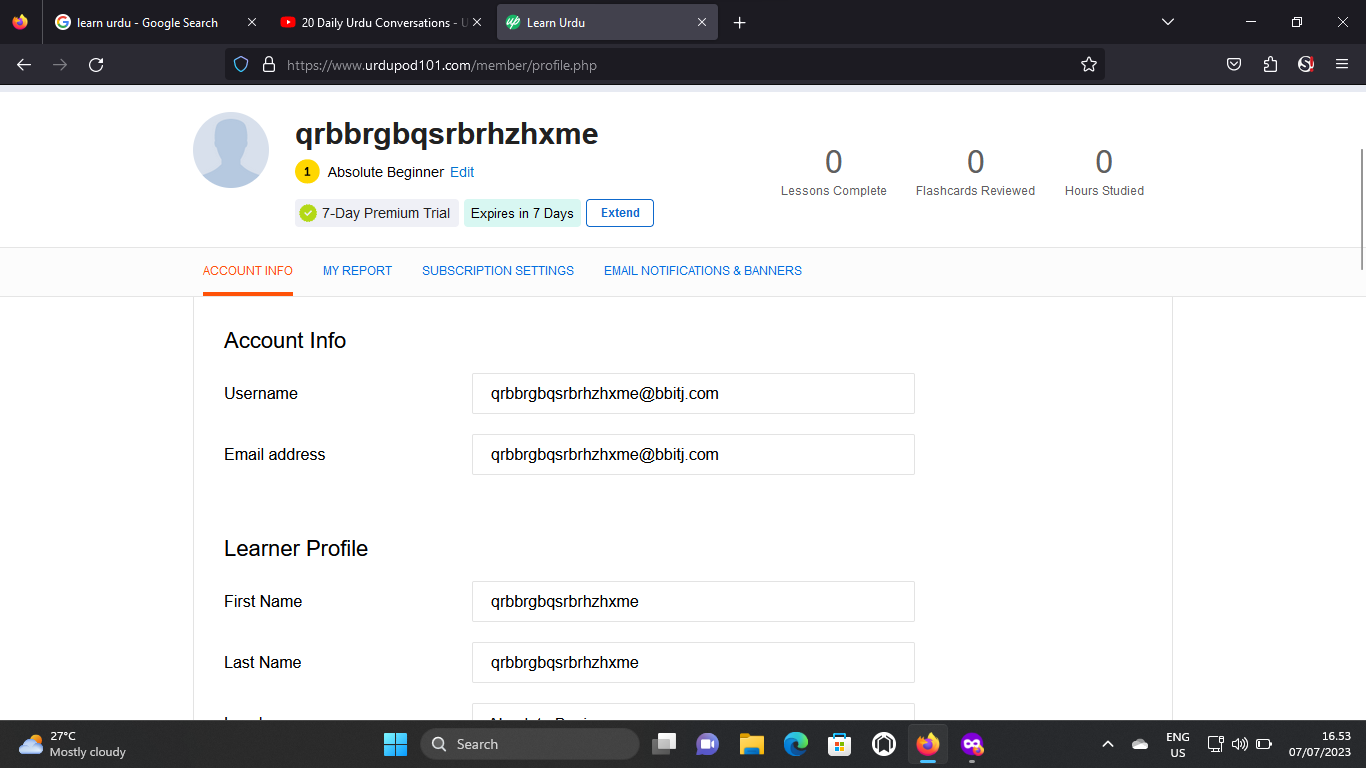 learn urdu - Google Search
20 Daily Urdu Conversations - U
Learn Urdu
https://www.urdupod101.com/member/profile.php
qrbbrgbqsrbrhzhxme
1 Absolute Beginner Edit
7-Day Premium Trial Expires in 7 Days Extend
0 0 0
Lessons Complete Flashcards Reviewed Hours Studied
ACCOUNT INFO MY REPORT SUBSCRIPTION SETTINGS EMAIL NOTIFICATIONS & BANNERS
Account Info
Username qrbbrgbqsrbrhzhxme@bbitj.com
Email address qrbbrgbqsrbrhzhxme@bbitj.com
Learner Profile
First Name qrbbrgbqsrbrhzhxme
Last Name qrbbrgbqsrbrhzhxme
27°C
Mostly cloudy
Search
ENG
US
16.53
07/07/2023